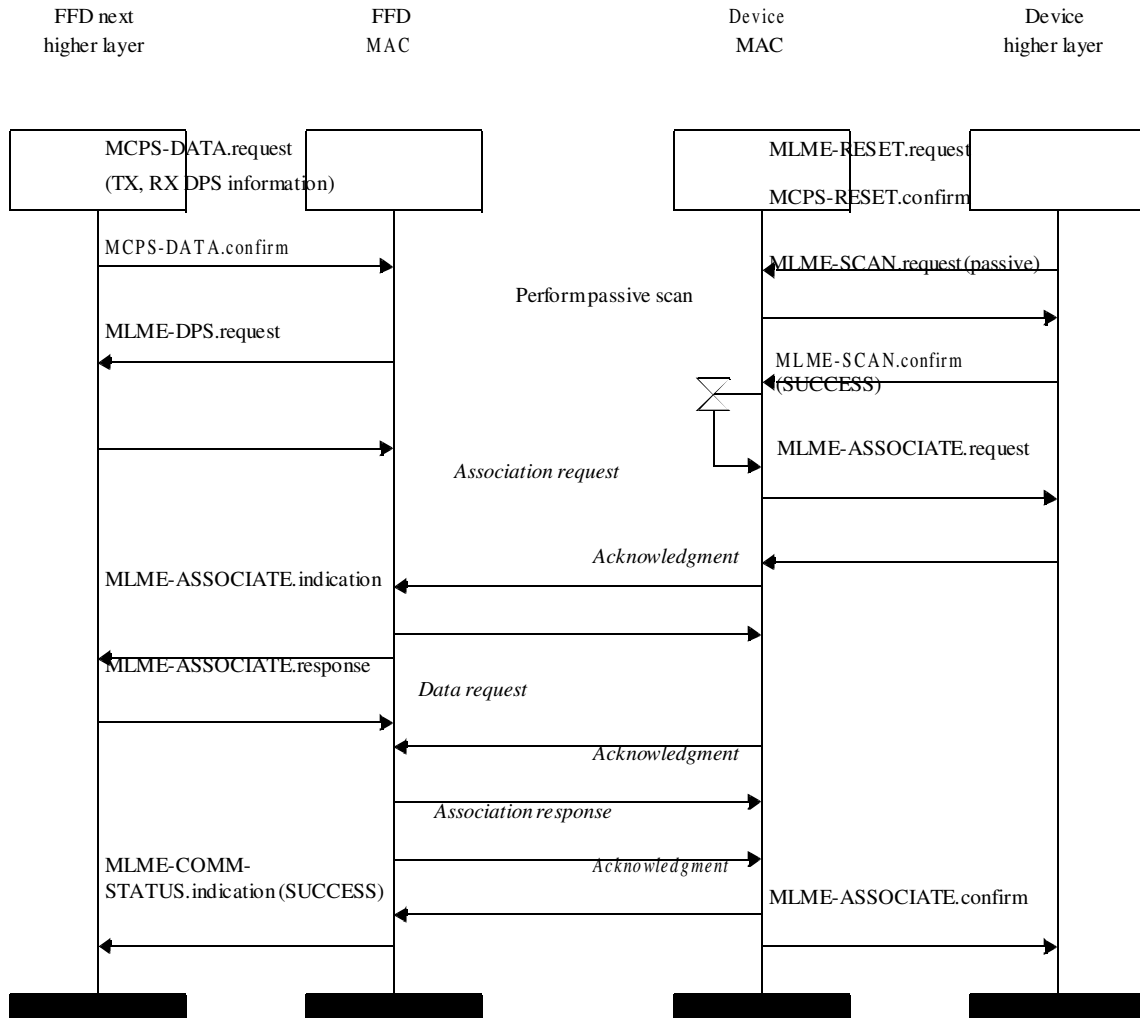 FFD next
higher layer
FFD
MAC
Device
MAC
Device
higher layer
MCPS-DATA.request
(TX, RX DPS information)
MLME-RESET.request
MCPS-RESET.confirm
MCPS-DATA.confirm
MLME-SCAN.request(passive)
Perform passive scan
MLME-DPS.request
MLME-SCAN.confirm
(SUCCESS)
MLME-ASSOCIATE.request
Association request
Acknowledgment
MLME-ASSOCIATE.indication
MLME-ASSOCIATE.response
Data request
Acknowledgment
Association response
MLME-COMM-
STATUS.indication (SUCCESS)
Acknowledgment
MLME-ASSOCIATE.confirm